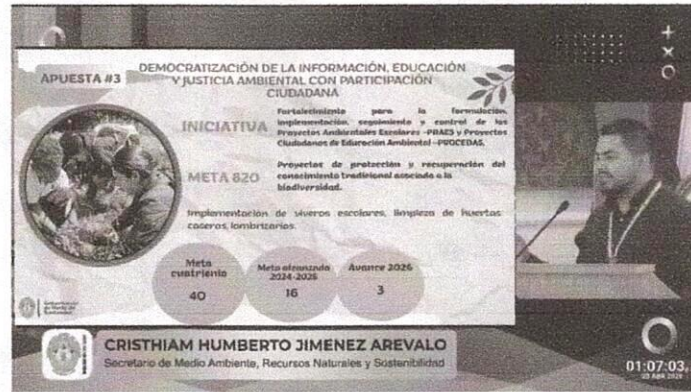 APUESTA #3
DEMOCRATIZACIÓN DE LA INFORMACIÓN, EDUCACIÓN
Y JUSTICIA AMBIENTAL CON PARTICIPACIÓN
CIUDADANA
INICIATIVA
Fortalecimiento para la formulación,
implementación, seguimiento y control de los
Proyectos Ambientales Escolares -PRAES y Proyectos
Ciudadanos de Educación Ambiental -PROCEDAS.
META 820
Proyectos de protección y recuperación del
conocimiento tradicional asociado a la
biodiversidad.
Implementación de viveros escolares, limpieza de huertas
caseras, lombrizarios.
Meta
cuatrienio
40
Meta alcanzada
2024-2025
16
Avance 2026
3
CRISTHIAM HUMBERTO JIMENEZ AREVALO
Secretario de Medio Ambiente, Recursos Naturales y Sostenibilidad
01:07:03